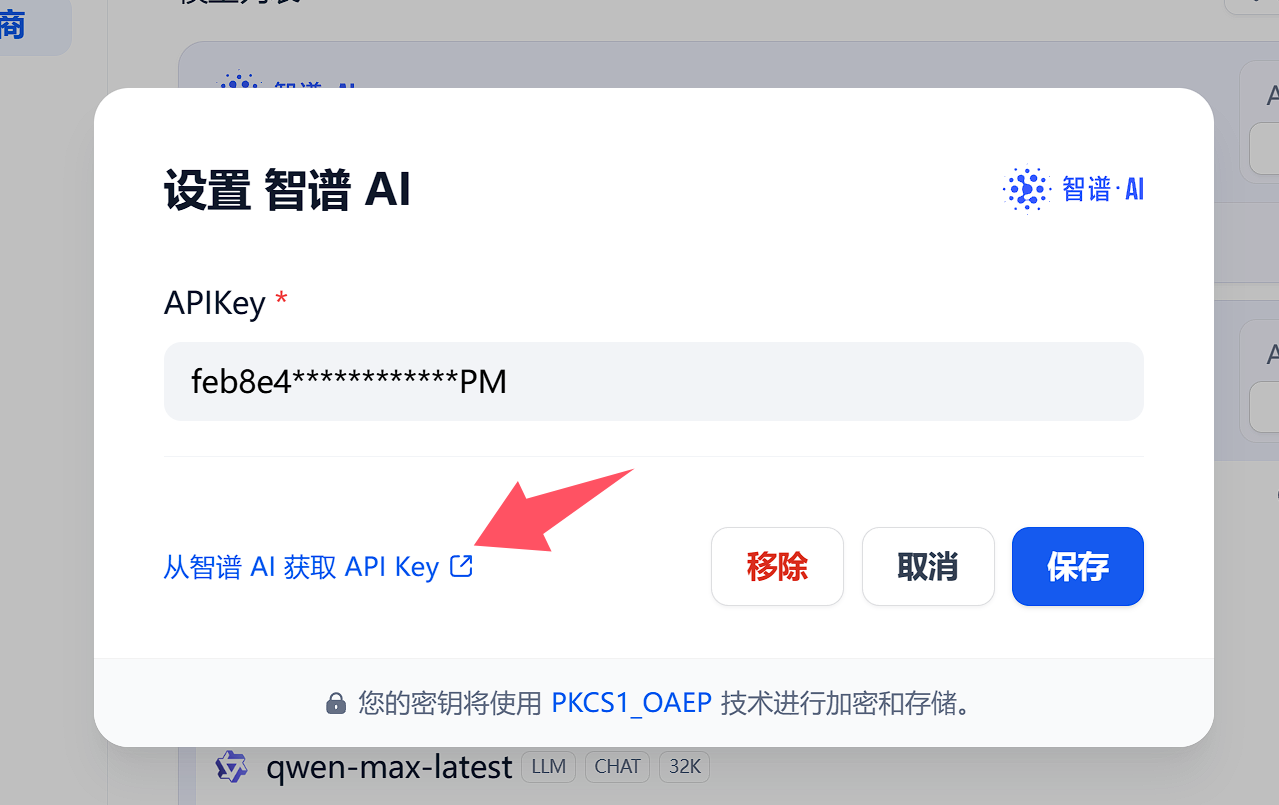 商
设置 智谱 AI
智谱·AI
APIKey *
feb8e4************PM
从智谱 AI 获取 API Key
移除
取消
保存
您的密钥将使用 PKCS1_OAEP 技术进行加密和存储。
qwen-max-latest
LLM
CHAT
32K